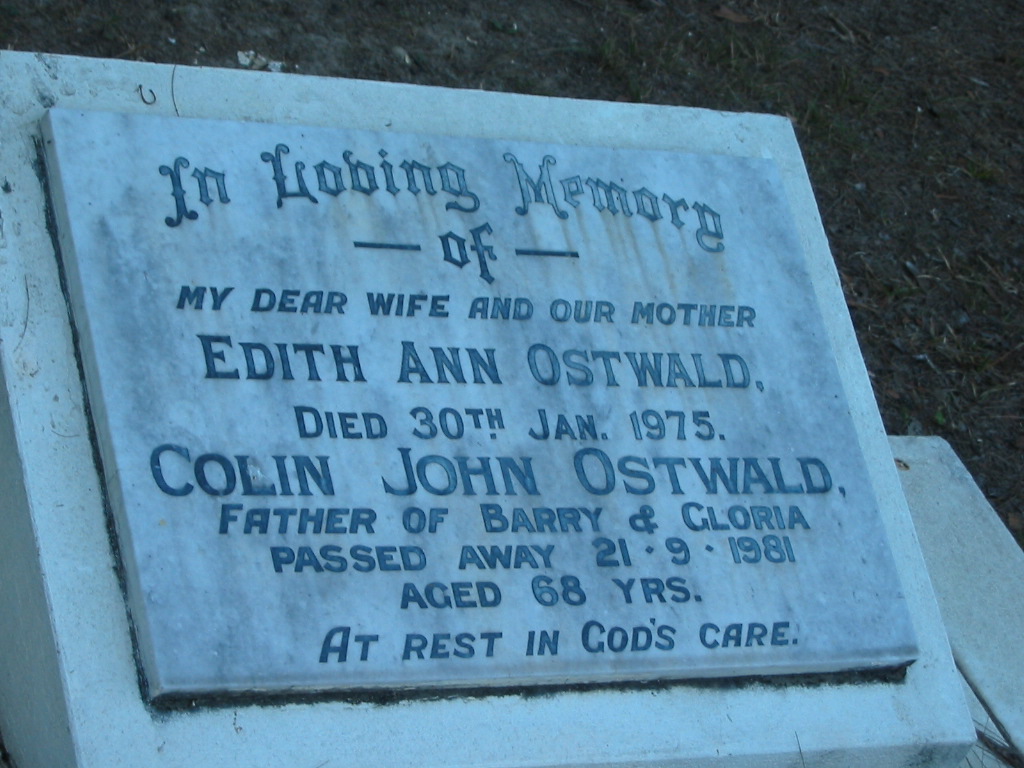 In Loving Memory
— of —
MY DEAR WIFE AND OUR MOTHER
EDITH ANN OSTWALD,
DIED 30TH. JAN. 1975.
COLIN JOHN OSTWALD,
FATHER OF BARRY & GLORIA
PASSED AWAY 21·9·1981
AGED 68 YRS.
AT REST IN GOD'S CARE.